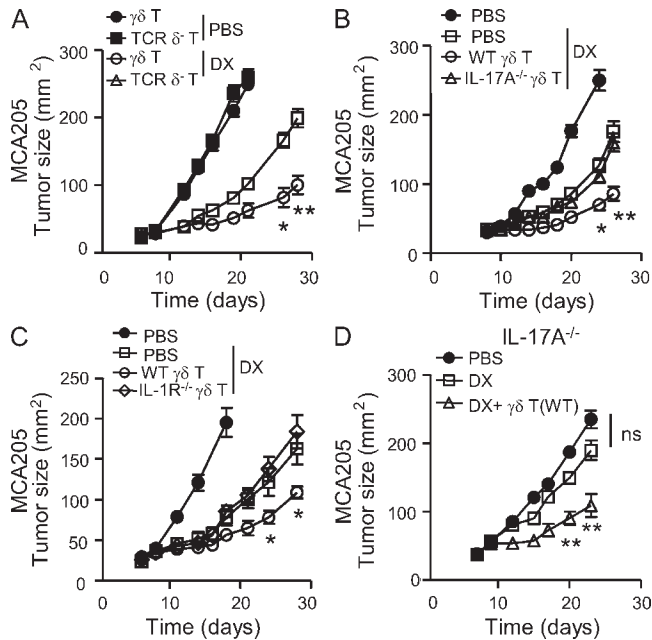 A
γδ T
TCR δ⁻ T
PBS
γδ T
TCR δ⁻ T
DX
MCA205
Tumor size (mm²)
300
200
100
0
0 10 20 30
Time (days)
*
**
B
PBS
PBS
WT γδ T
IL-17A⁻/⁻ γδ T
DX
MCA205
Tumor size (mm²)
300
200
100
0
0 10 20
Time (days)
*
**
C
PBS
PBS
WT γδ T
IL-1R⁻/⁻ γδ T
DX
MCA205
Tumor size (mm²)
250
200
150
100
50
0
0 10 20 30
Time (days)
*
*
D
IL-17A⁻/⁻
PBS
DX
DX+ γδ T(WT)
ns
MCA205
Tumor size (mm²)
300
200
100
0
0 10 20
Time (days)
**
**